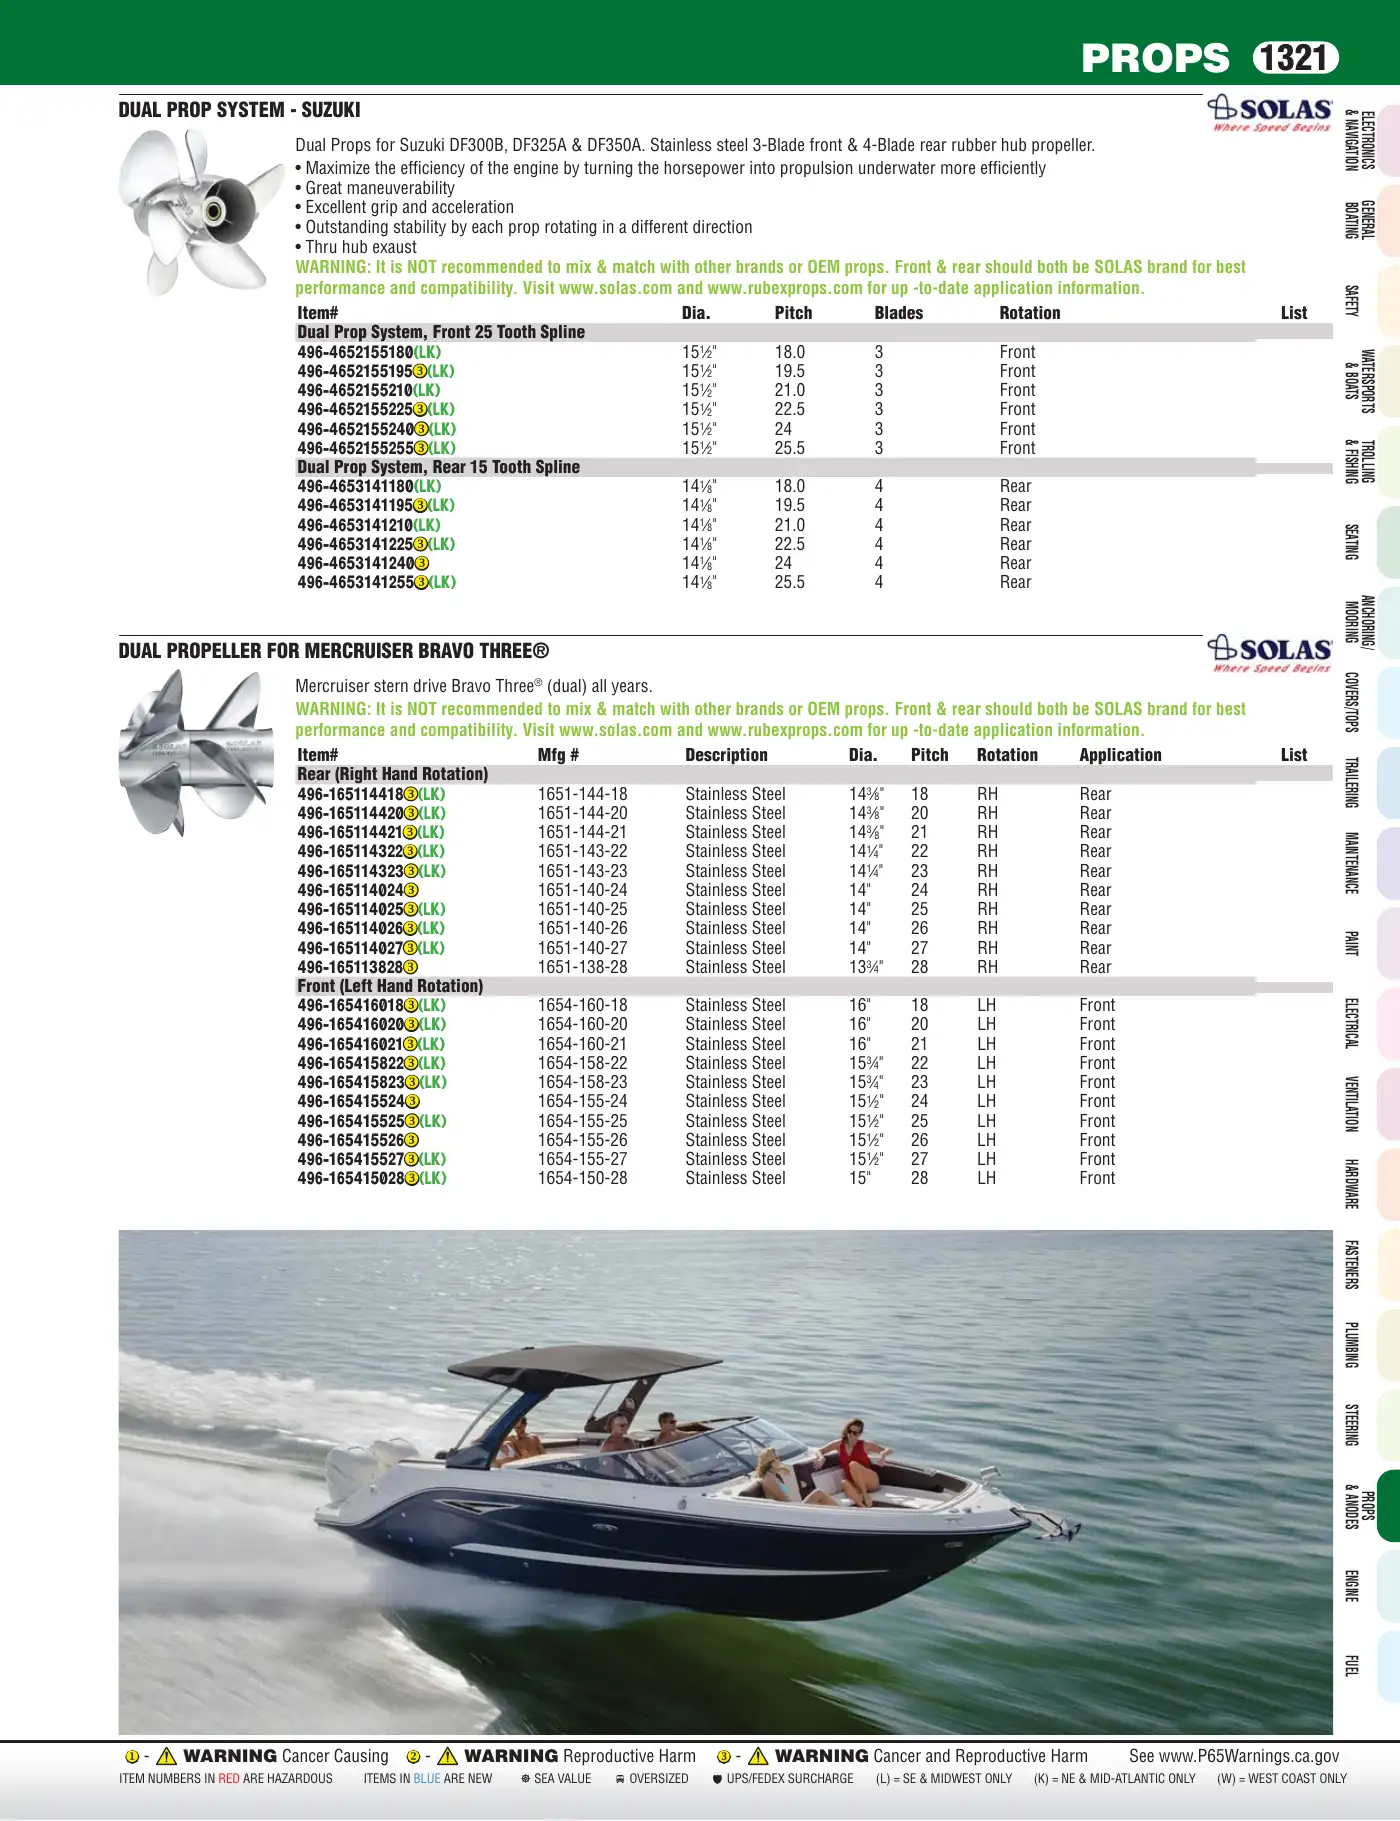 PROPS 1321
DUAL PROP SYSTEM - SUZUKI
SOLAS®
Where Speed Begins
Dual Props for Suzuki DF300B, DF325A & DF350A. Stainless steel 3-Blade front & 4-Blade rear rubber hub propeller.
• Maximize the efficiency of the engine by turning the horsepower into propulsion underwater more efficiently
• Great maneuverability
• Excellent grip and acceleration
• Outstanding stability by each prop rotating in a different direction
• Thru hub exaust
WARNING: It is NOT recommended to mix & match with other brands or OEM props. Front & rear should both be SOLAS brand for best
performance and compatibility. Visit www.solas.com and www.rubexprops.com for up -to-date application information.
Item# Dia. Pitch Blades Rotation List
Dual Prop System, Front 25 Tooth Spline
496-4652155180(LK) 15½" 18.0 3 Front
496-4652155195③(LK) 15½" 19.5 3 Front
496-4652155210(LK) 15½" 21.0 3 Front
496-4652155225③(LK) 15½" 22.5 3 Front
496-4652155240③(LK) 15½" 24 3 Front
496-4652155255③(LK) 15½" 25.5 3 Front
Dual Prop System, Rear 15 Tooth Spline
496-4653141180(LK) 14⅛" 18.0 4 Rear
496-4653141195③(LK) 14⅛" 19.5 4 Rear
496-4653141210(LK) 14⅛" 21.0 4 Rear
496-4653141225③(LK) 14⅛" 22.5 4 Rear
496-4653141240③ 14⅛" 24 4 Rear
496-4653141255③(LK) 14⅛" 25.5 4 Rear
DUAL PROPELLER FOR MERCRUISER BRAVO THREE®
SOLAS®
Where Speed Begins
Mercruiser stern drive Bravo Three® (dual) all years.
WARNING: It is NOT recommended to mix & match with other brands or OEM props. Front & rear should both be SOLAS brand for best
performance and compatibility. Visit www.solas.com and www.rubexprops.com for up -to-date application information.
Item# Mfg # Description Dia. Pitch Rotation Application List
Rear (Right Hand Rotation)
496-165114418③(LK) 1651-144-18 Stainless Steel 14⅜" 18 RH Rear
496-165114420③(LK) 1651-144-20 Stainless Steel 14⅜" 20 RH Rear
496-165114421③(LK) 1651-144-21 Stainless Steel 14⅜" 21 RH Rear
496-165114322③(LK) 1651-143-22 Stainless Steel 14¼" 22 RH Rear
496-165114323③(LK) 1651-143-23 Stainless Steel 14¼" 23 RH Rear
496-165114024③ 1651-140-24 Stainless Steel 14" 24 RH Rear
496-165114025③(LK) 1651-140-25 Stainless Steel 14" 25 RH Rear
496-165114026③(LK) 1651-140-26 Stainless Steel 14" 26 RH Rear
496-165114027③(LK) 1651-140-27 Stainless Steel 14" 27 RH Rear
496-165113828③ 1651-138-28 Stainless Steel 13¾" 28 RH Rear
Front (Left Hand Rotation)
496-165416018③(LK) 1654-160-18 Stainless Steel 16" 18 LH Front
496-165416020③(LK) 1654-160-20 Stainless Steel 16" 20 LH Front
496-165416021③(LK) 1654-160-21 Stainless Steel 16" 21 LH Front
496-165415822③(LK) 1654-158-22 Stainless Steel 15¾" 22 LH Front
496-165415823③(LK) 1654-158-23 Stainless Steel 15¾" 23 LH Front
496-165415524③ 1654-155-24 Stainless Steel 15½" 24 LH Front
496-165415525③(LK) 1654-155-25 Stainless Steel 15½" 25 LH Front
496-165415526③ 1654-155-26 Stainless Steel 15½" 26 LH Front
496-165415527③(LK) 1654-155-27 Stainless Steel 15½" 27 LH Front
496-165415028③(LK) 1654-150-28 Stainless Steel 15" 28 LH Front
ELECTRONICS
& NAVIGATION
GENERAL
BOATING
SAFETY
WATERSPORTS
& BOATS
TROLLING
& FISHING
SEATING
ANCHORING/
MOORING
COVERS/TOPS
TRAILERING
MAINTENANCE
PAINT
ELECTRICAL
VENTILATION
HARDWARE
FASTENERS
PLUMBING
STEERING
PROPS
& ANODES
ENGINE
FUEL
① - ⚠ WARNING Cancer Causing ② - ⚠ WARNING Reproductive Harm ③ - ⚠ WARNING Cancer and Reproductive Harm See www.P65Warnings.ca.gov
ITEM NUMBERS IN RED ARE HAZARDOUS ITEMS IN BLUE ARE NEW SEA VALUE OVERSIZED UPS/FEDEX SURCHARGE (L) = SE & MIDWEST ONLY (K) = NE & MID-ATLANTIC ONLY (W) = WEST COAST ONLY